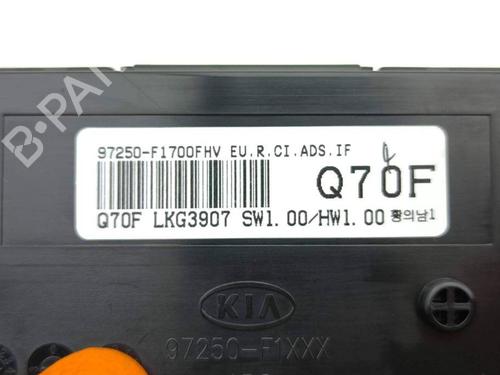 B-PARTS
97250-F1700FHV EU.R.CI.ADS.IF
Q70F
Q70F LKG3907 SW1.00/HW1.00 황의남1
KIA
97250-F1XXX